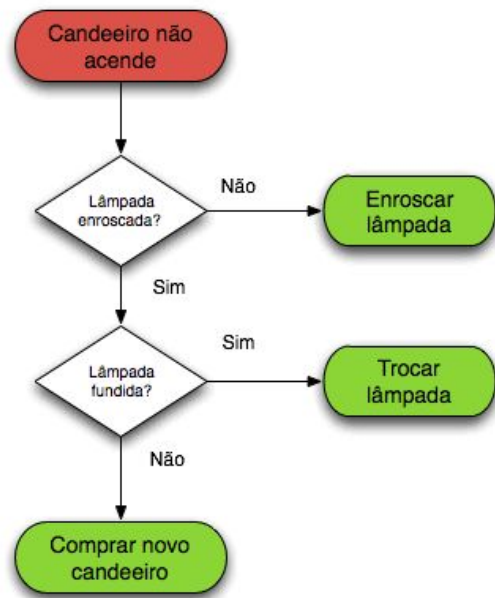 Candeeiro não
acende
Lâmpada
enroscada?
Não
Enroscar
lâmpada
Sim
Lâmpada
fundida?
Sim
Trocar
lâmpada
Não
Comprar novo
candeeiro